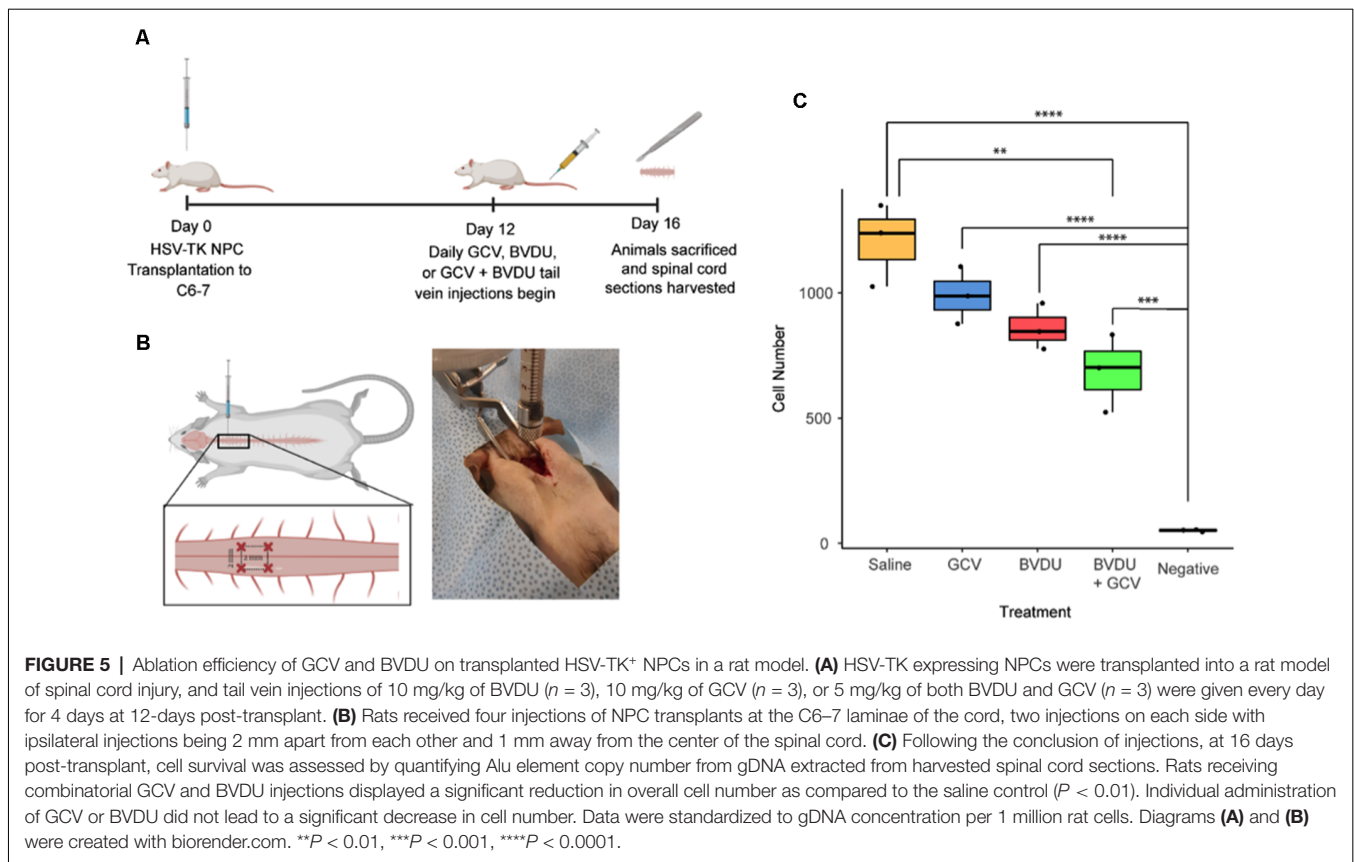 A
Day 0
HSV-TK NPC
Transplantation to
C6-7
Day 12
Daily GCV, BVDU,
or GCV + BVDU tail
vein injections begin
Day 16
Animals sacrificed
and spinal cord
sections harvested
B
2 mm
2 mm
C
****
**
****
****
***
Cell Number
1000
500
0
Saline
GCV
BVDU
BVDU
+ GCV
Negative
Treatment
FIGURE 5 | Ablation efficiency of GCV and BVDU on transplanted HSV-TK⁺ NPCs in a rat model. (A) HSV-TK expressing NPCs were transplanted into a rat model
of spinal cord injury, and tail vein injections of 10 mg/kg of BVDU (n = 3), 10 mg/kg of GCV (n = 3), or 5 mg/kg of both BVDU and GCV (n = 3) were given every day
for 4 days at 12-days post-transplant. (B) Rats received four injections of NPC transplants at the C6–7 laminae of the cord, two injections on each side with
ipsilateral injections being 2 mm apart from each other and 1 mm away from the center of the spinal cord. (C) Following the conclusion of injections, at 16 days
post-transplant, cell survival was assessed by quantifying Alu element copy number from gDNA extracted from harvested spinal cord sections. Rats receiving
combinatorial GCV and BVDU injections displayed a significant reduction in overall cell number as compared to the saline control (P < 0.01). Individual administration
of GCV or BVDU did not lead to a significant decrease in cell number. Data were standardized to gDNA concentration per 1 million rat cells. Diagrams (A) and (B)
were created with biorender.com. **P < 0.01, ***P < 0.001, ****P < 0.0001.